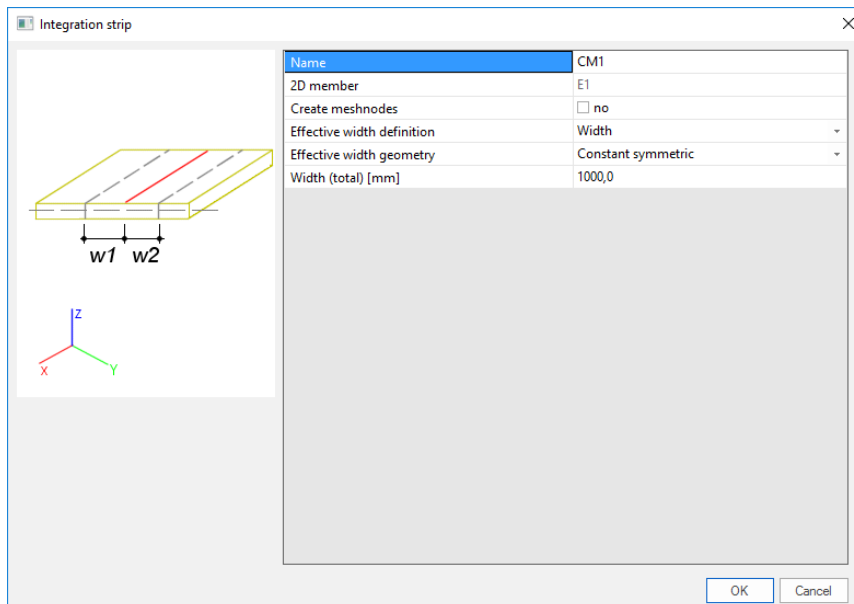 Integration strip
Name CM1
2D member E1
Create meshnodes no
Effective width definition Width
Effective width geometry Constant symmetric
Width (total) [mm] 1000,0
w1 w2
Z
X Y
OK Cancel